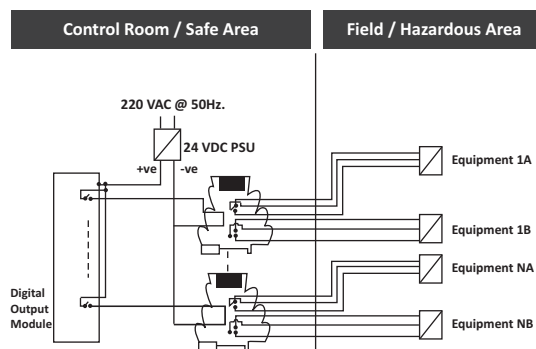 Control Room / Safe Area
Field / Hazardous Area
220 VAC @ 50Hz.
24 VDC PSU
+ve
-ve
Equipment 1A
Equipment 1B
Equipment NA
Digital
Output
Module
Equipment NB